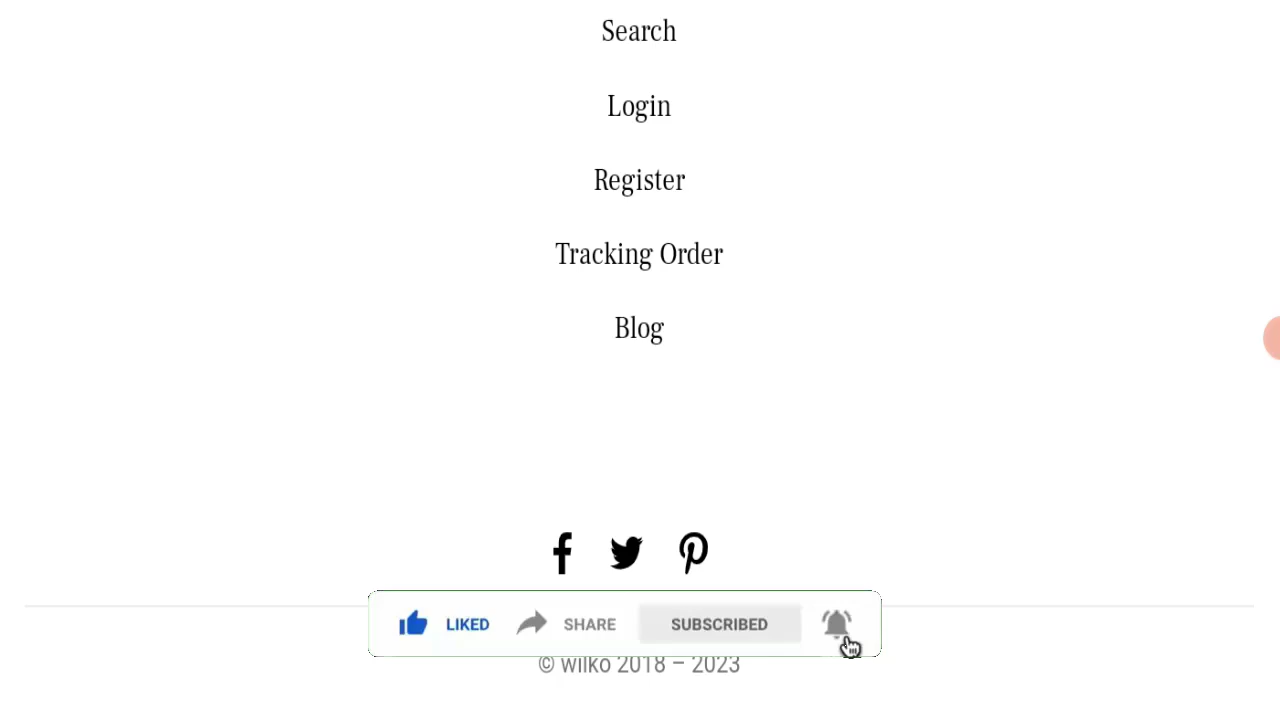 Search
Login
Register
Tracking Order
Blog
LIKED SHARE SUBSCRIBED
© wilko 2018 – 2023